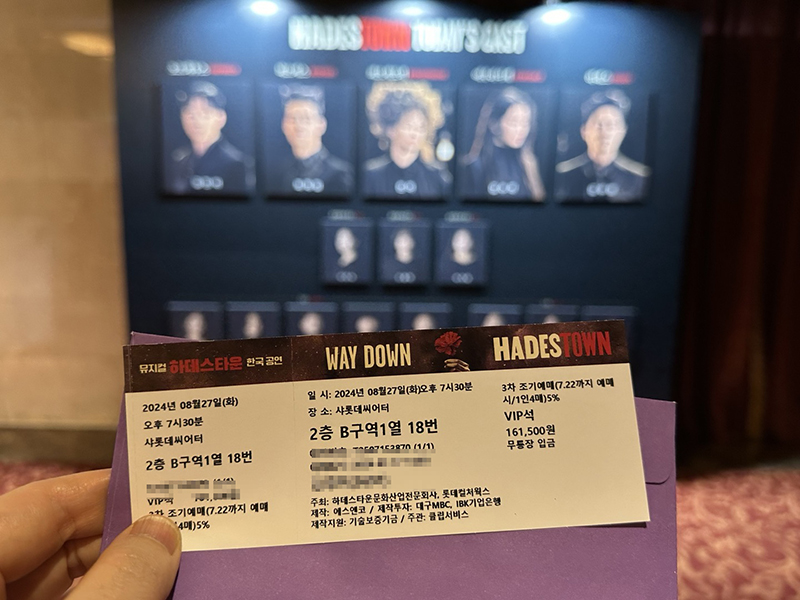 HADESTOWN TODAY'S CAST
뮤지컬 하데스타운 한국 공연
2024년 08월27일(화)
오후 7시30분
샤롯데씨어터
2층 B구역1열 18번
VIP석
3차 조기예매(7.22까지 예매
4매)5%
WAY DOWN
일 시: 2024년 08월27일(화)오후 7시30분
장 소: 샤롯데씨어터
2층 B구역1열 18번
(1/1)
주최: 하데스타운문화산업전문회사, 롯데컬처웍스
제작: 에스앤코 / 제작투자: 대구MBC, IBK기업은행
제작지원: 기술보증기금 / 주관: 클립서비스
HADESTOWN
3차 조기예매(7.22까지 예매
시/1인4매)5%
VIP석
161,500원
무통장 입금